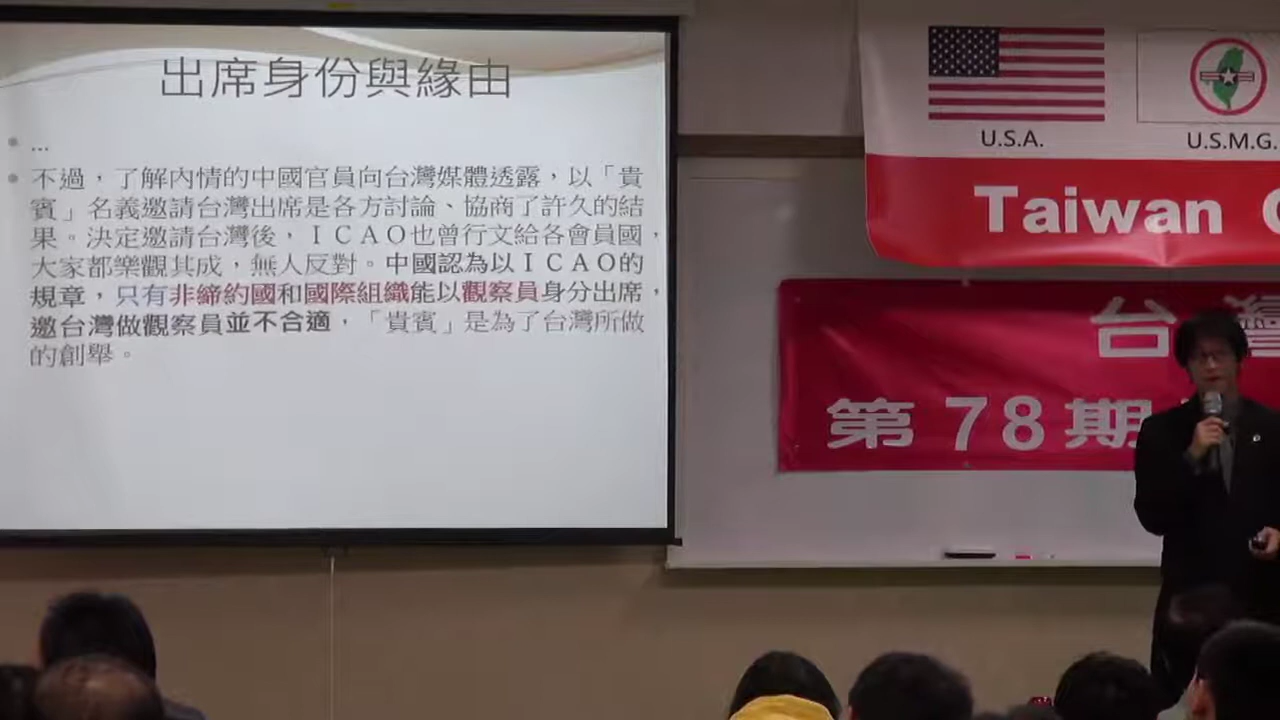 出席身份與緣由
...
不過，了解內情的中國官員向台灣媒體透露，以「貴
賓」名義邀請台灣出席是各方討論、協商了許久的結
果。決定邀請台灣後，ＩＣＡＯ也曾行文給各會員國，
大家都樂觀其成，無人反對。中國認為以ＩＣＡＯ的
規章，只有非締約國和國際組織能以觀察員身分出席，
邀台灣做觀察員並不合適，「貴賓」是為了台灣所做
的創舉。
U.S.A.
U.S.M.G.
Taiwan
台灣
第78期